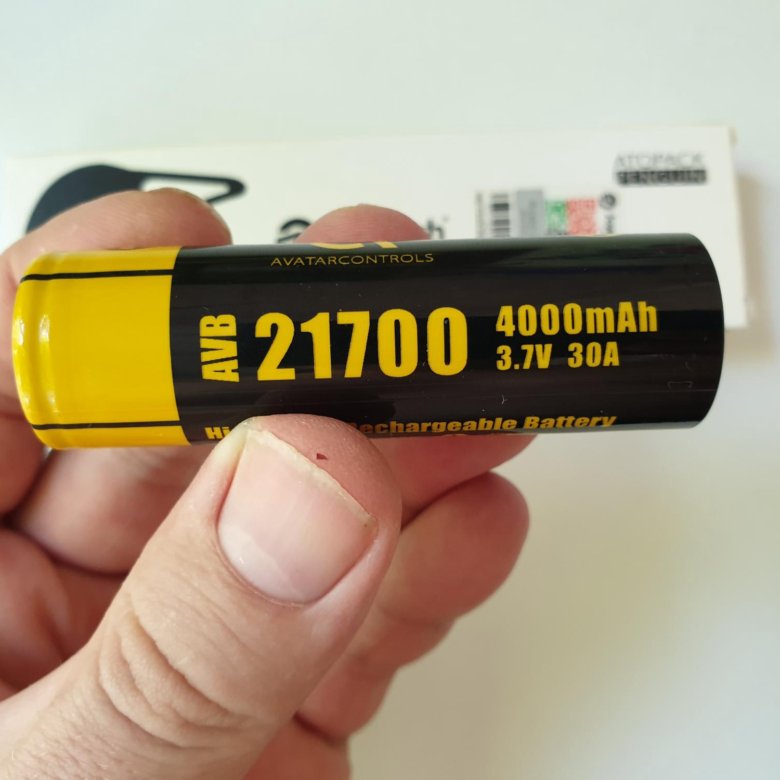 ATOPACK
PENGUIN
AVATARCONTROLS
AVB
21700
4000mAh
3.7V 30A
Rechargeable Battery